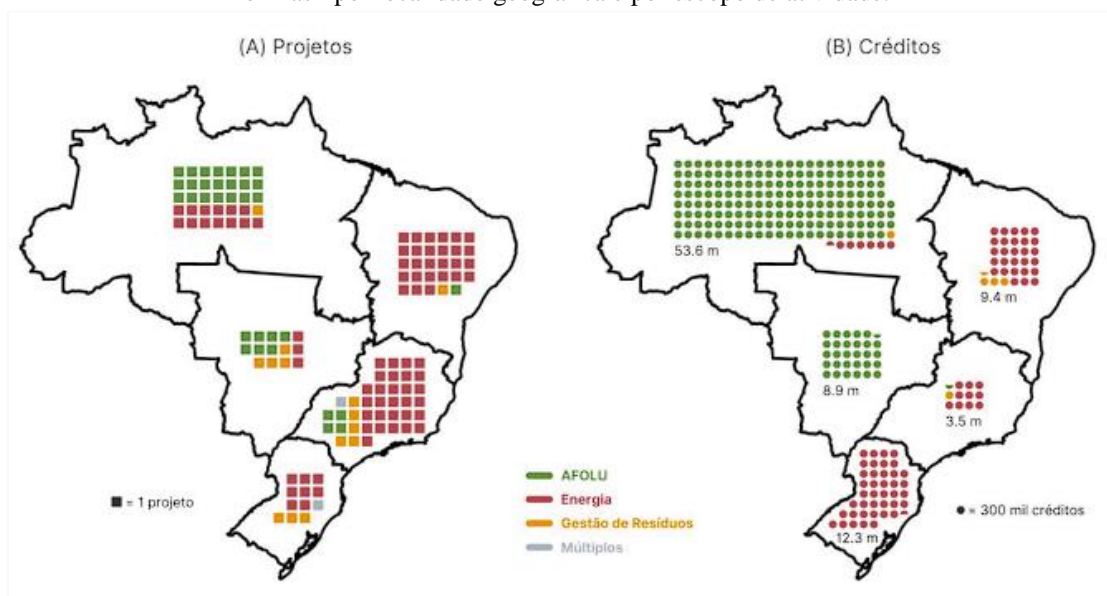 (A) Projetos
(B) Créditos
53.6 m
9.4 m
8.9 m
3.5 m
12.3 m
= 1 projeto
AFOLU
Energia
Gestão de Resíduos
Múltiplos
= 300 mil créditos